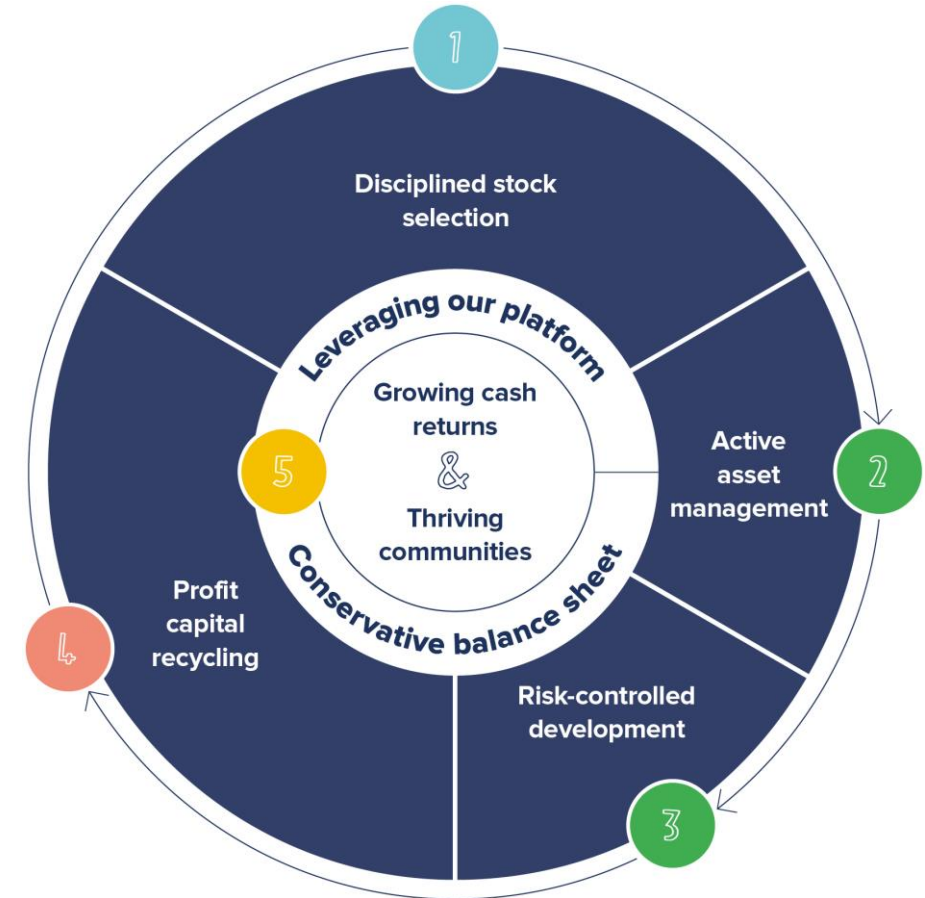 1
Disciplined stock
selection
Leveraging our platform
Growing cash
returns
&
Thriving
communities
Conservative balance sheet
5
Active
asset
management
2
Risk-controlled
development
3
Profit
capital
recycling
4